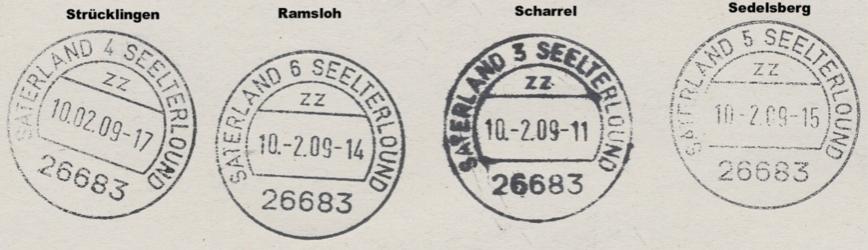 Strücklingen
SATERLAND 4 SEELTERLOUND
zz
10.02.09-17
26683
Ramsloh
SATERLAND 6 SEELTERLOUND
zz
10.-2.09-14
26683
Scharrel
SATERLAND 3 SEELTERLOUND
zz
10.-2.09-11
26683
Sedelsberg
SATERLAND 5 SEELTERLOUND
zz
10-2.09-15
26683